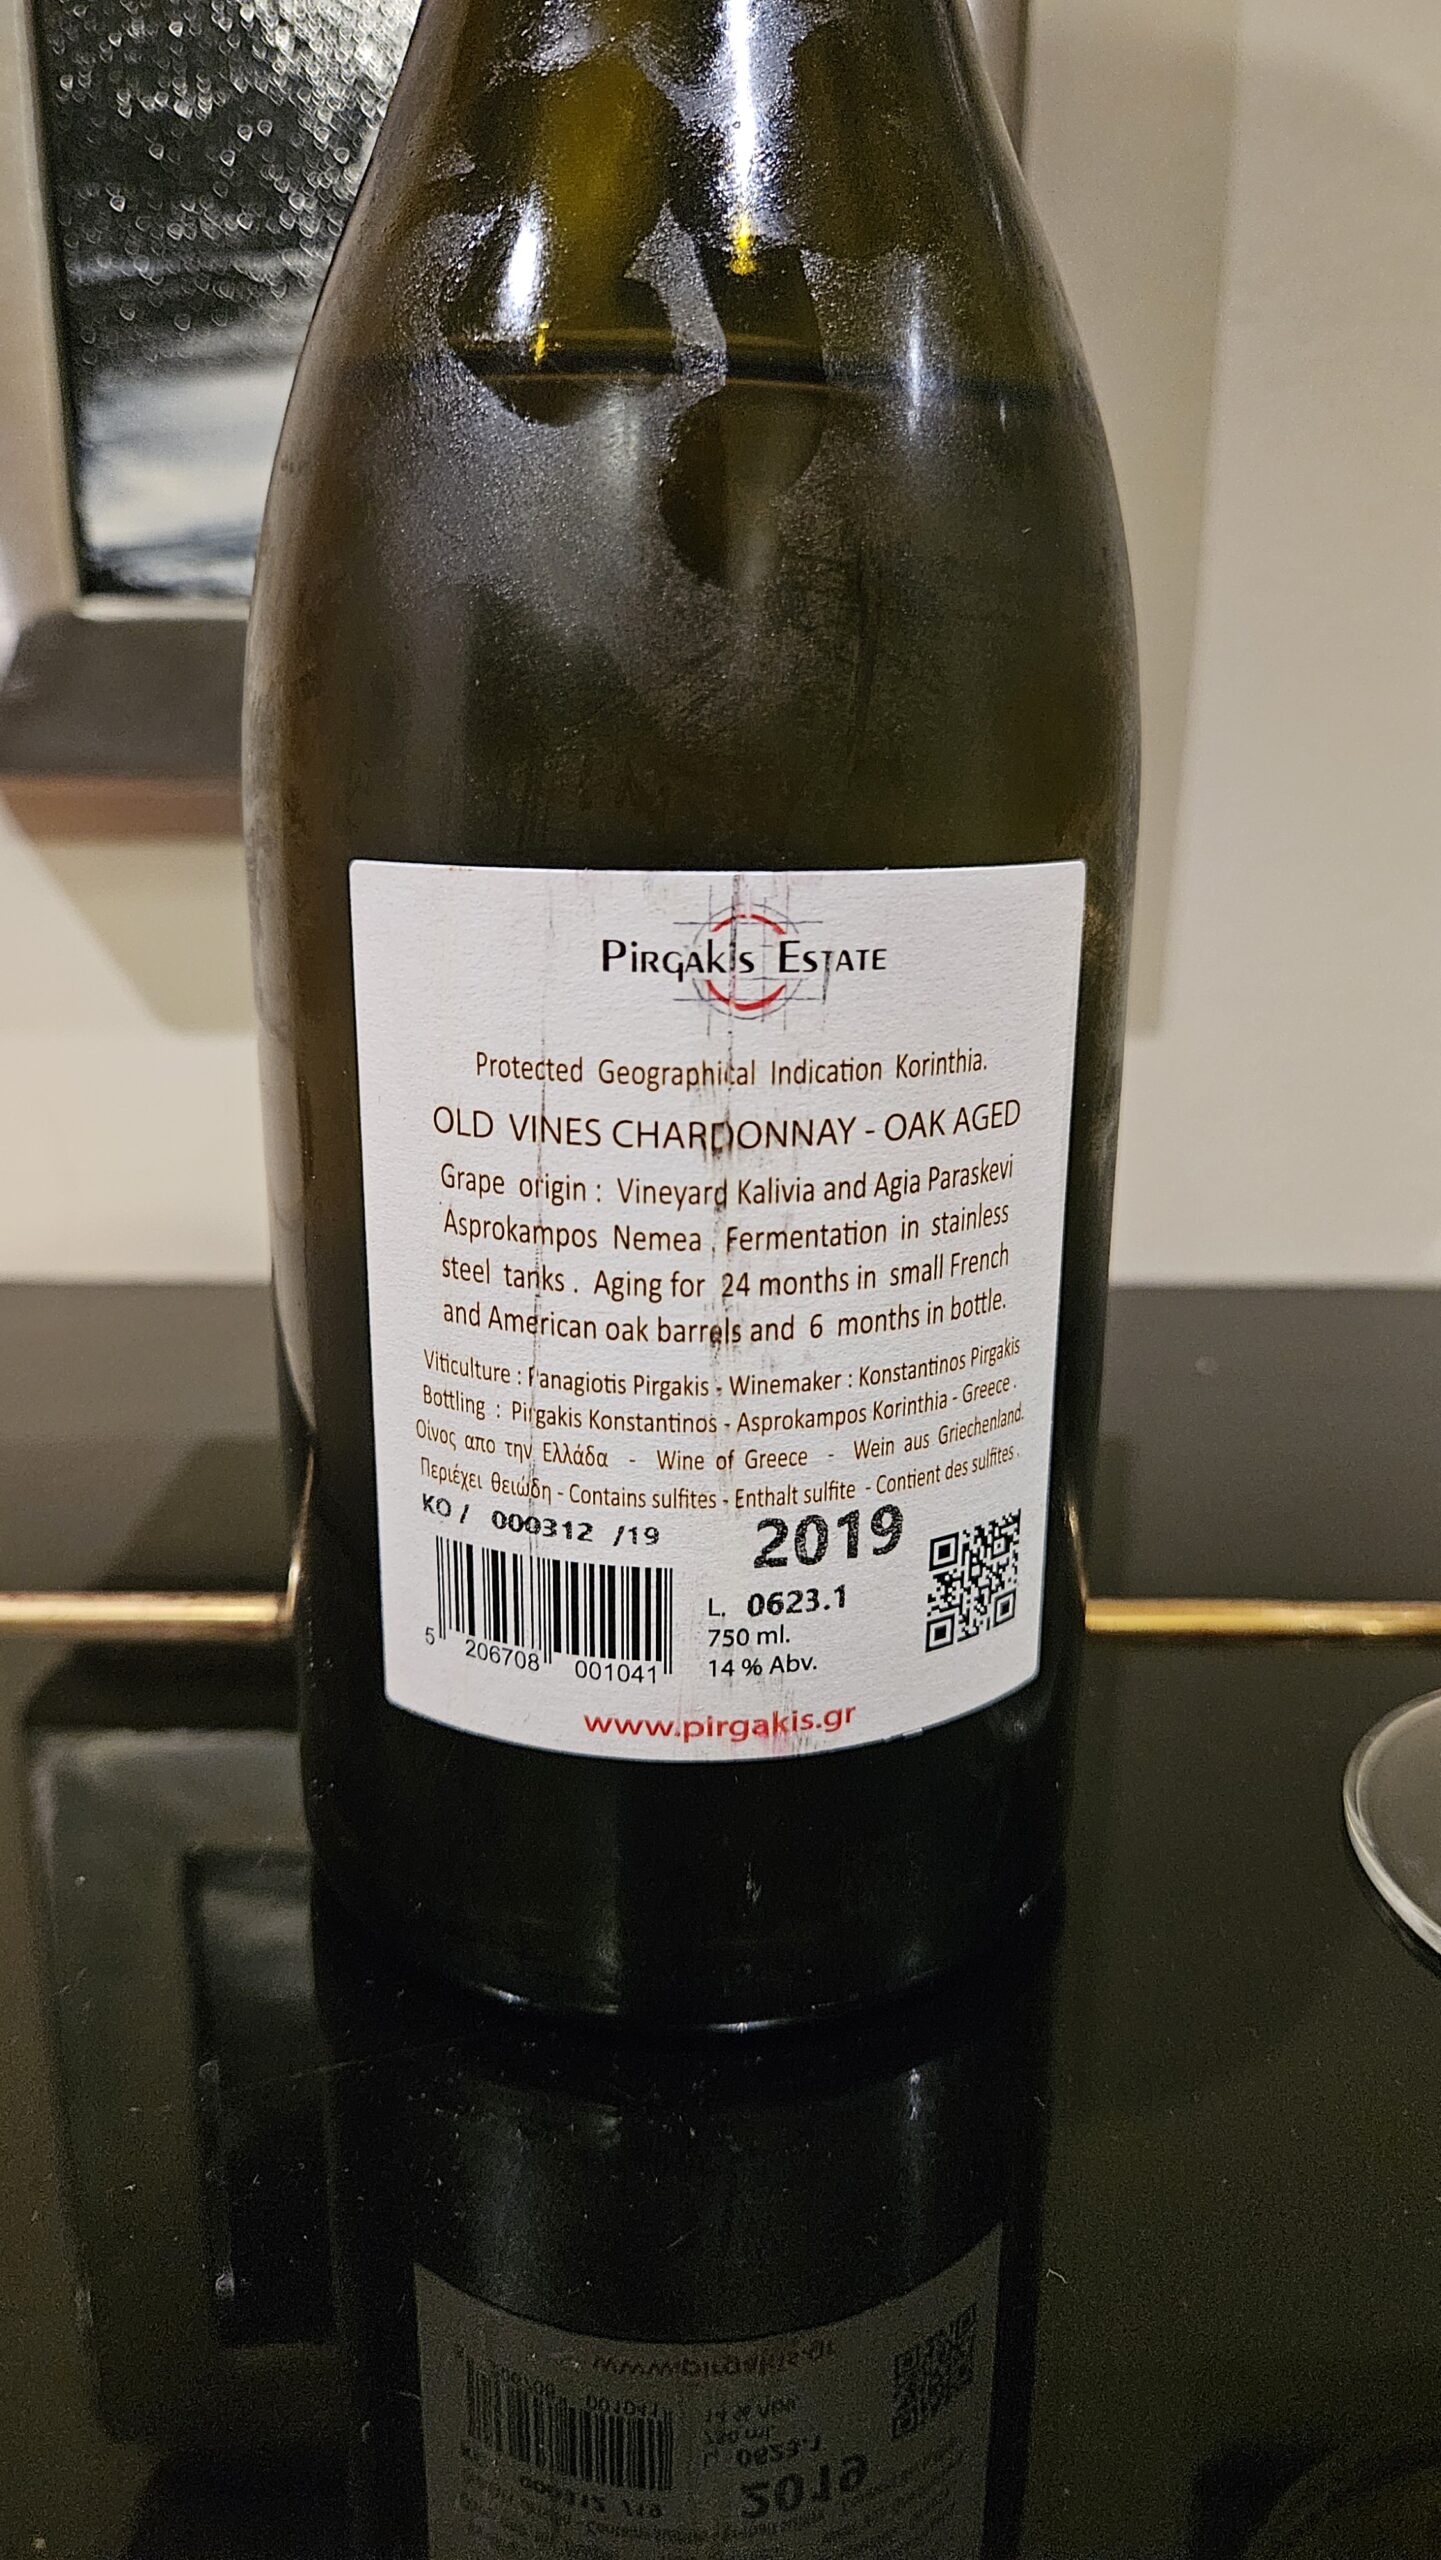 Pirgakis Estate
Protected Geographical Indication Korinthia.
OLD VINES CHARDONNAY - OAK AGED
Grape origin : Vineyard Kalivia and Agia Paraskevi
Asprokampos Nemea . Fermentation in stainless
steel tanks . Aging for 24 months in small French
and American oak barrels and 6 months in bottle.
Viticulture : Panagiotis Pirgakis - Winemaker : Konstantinos Pirgakis
Bottling : Pirgakis Konstantinos - Asprokampos Korinthia - Greece .
Οίνος απο την Ελλάδα - Wine of Greece - Wein aus Griechenland.
Περιέχει θειώδη - Contains sulfites - Enthalt sulfite - Contient des sulfites .
KO / 000312 /19
2019
L. 0623.1
750 ml.
14 % Abv.
5 206708 001041
www.pirgakis.gr